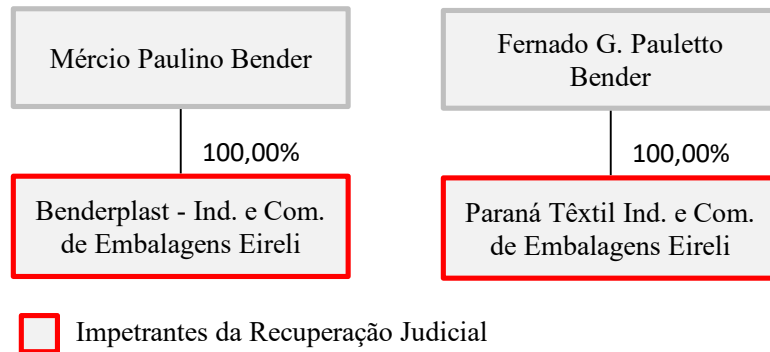 Mércio Paulino Bender
Fernado G. Pauletto
Bender
100,00%
100,00%
Benderplast - Ind. e Com.
de Embalagens Eireli
Paraná Têxtil Ind. e Com.
de Embalagens Eireli
Impetrantes da Recuperação Judicial